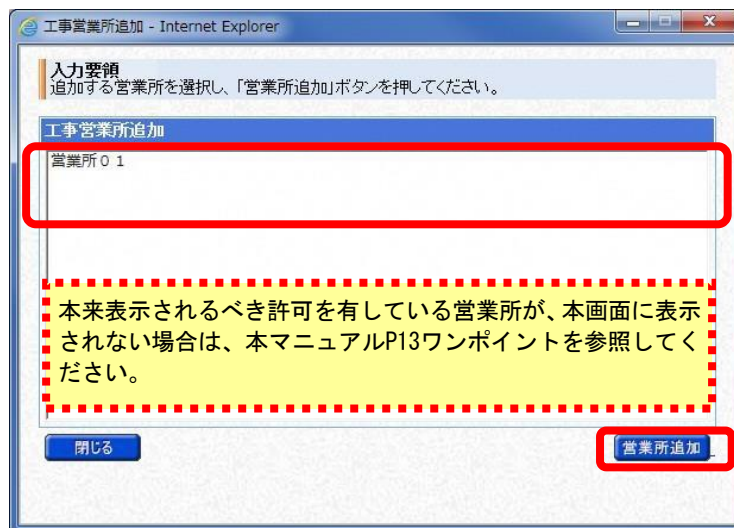 工事営業所追加 - Internet Explorer
入力要領
追加する営業所を選択し、「営業所追加」ボタンを押してください。
工事営業所追加
営業所０１
本来表示されるべき許可を有している営業所が、本画面に表示
されない場合は、本マニュアルP13ワンポイントを参照してく
ださい。
閉じる
営業所追加